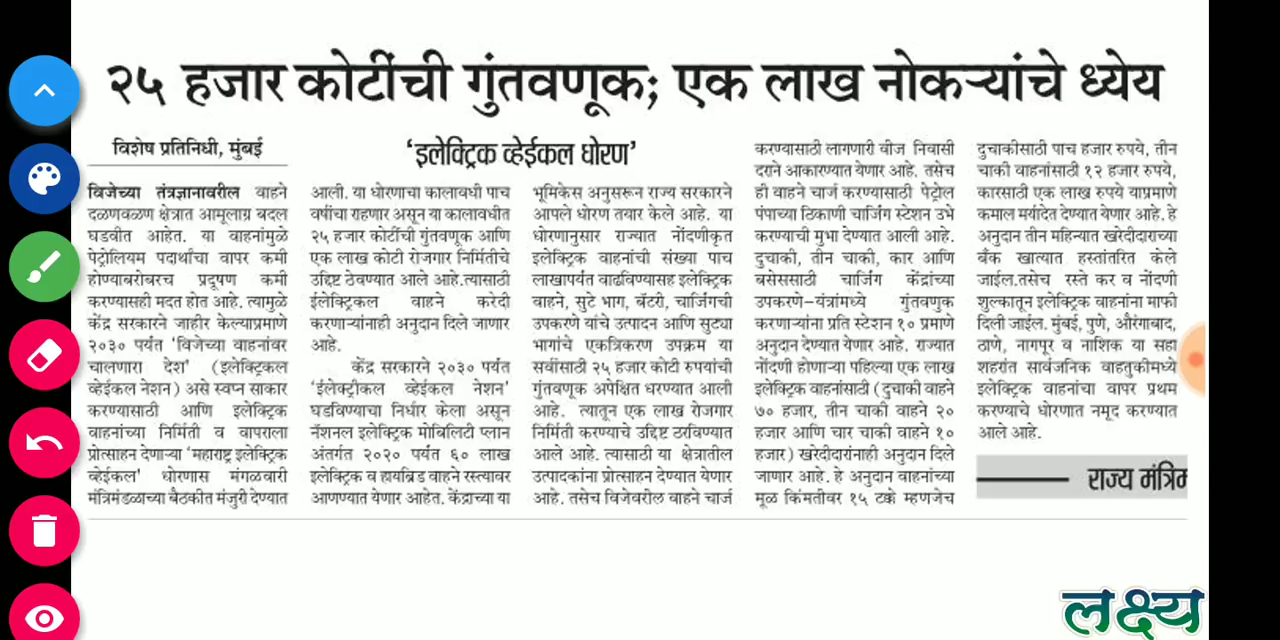 २५ हजार कोटींची गुंतवणूक; एक लाख नोकऱ्यांचे ध्येय
विशेष प्रतिनिधी, मुंबई
‘इलेक्ट्रिक व्हेईकल धोरण’
विजेच्या तंत्रज्ञानावरील वाहने
दळणवळण क्षेत्रात आमूलाग्र बदल
घडवीत आहेत. या वाहनांमुळे
पेट्रोलियम पदार्थांचा वापर कमी
होण्याबरोबरच प्रदूषण कमी
करण्यासही मदत होत आहे. त्यामुळे
केंद्र सरकारने जाहीर केल्याप्रमाणे
२०३० पर्यंत ‘विजेच्या वाहनांवर
चालणारा देश’ (इलेक्ट्रिकल
व्हेईकल नेशन) असे स्वप्न साकार
करण्यासाठी आणि इलेक्ट्रिक
वाहनांच्या निर्मिती व वापराला
प्रोत्साहन देणाऱ्या ‘महाराष्ट्र इलेक्ट्रिक
व्हेईकल’ धोरणास मंगळवारी
मंत्रिमंडळाच्या बैठकीत मंजुरी देण्यात
आली. या धोरणाचा कालावधी पाच
वर्षांचा राहणार असून या कालावधीत
२५ हजार कोटींची गुंतवणूक आणि
एक लाख कोटी रोजगार निर्मितीचे
उद्दिष्ट ठेवण्यात आले आहे.त्यासाठी
ईलेक्ट्रिकल वाहने करेदी
करणाऱ्यांनाही अनुदान दिले जाणार
आहे.
केंद्र सरकारने २०३० पर्यंत
‘ईलेक्ट्रीकल व्हेईकल नेशन’
घडविण्याचा निर्धार केला असून
नॅशनल इलेक्ट्रिक मोबिलिटी प्लान
अंतर्गत २०२० पर्यंत ६० लाख
इलेक्ट्रिक व हायब्रिड वाहने रस्त्यावर
आणण्यात येणार आहेत. केंद्राच्या या
भूमिकेस अनुसरून राज्य सरकारने
आपले धोरण तयार केले आहे. या
धोरणानुसार राज्यात नोंदणीकृत
इलेक्ट्रिक वाहनांची संख्या पाच
लाखापर्यंत वाढविण्यासह इलेक्ट्रिक
वाहने, सुटे भाग, बॅटरी, चार्जिंगची
उपकरणे यांचे उत्पादन आणि सुट्या
भागांचे एकत्रिकरण उपक्रम या
सर्वांसाठी २५ हजार कोटी रुपयांची
गुंतवणूक अपेक्षित धरण्यात आली
आहे. त्यातून एक लाख रोजगार
निर्मिती करण्याचे उद्दिष्ट ठरविण्यात
आले आहे. त्यासाठी या क्षेत्रातील
उत्पादकांना प्रोत्साहन देण्यात येणार
आहे. तसेच विजेवरोल वाहने चार्ज
करण्यासाठी लागणारी वीज निवासी
दराने आकारण्यात येणार आहे. तसेच
ही वाहने चार्ज करण्यासाठी पेट्रोल
पंपाच्या ठिकाणी चार्जिंग स्टेशन उभे
करण्याची मुभा देण्यात आली आहे.
दुचाकी, तीन चाकी, कार आणि
बसेससाठी चार्जिंग केंद्रांच्या
उपकरणे-यंत्रांमध्ये गुंतवणुक
करणाऱ्यांना प्रति स्टेशन १० प्रमाणे
अनुदान देण्यात येणार आहे. राज्यात
नोंदणी होणाऱ्या पहिल्या एक लाख
इलेक्ट्रिक वाहनांसाठी (दुचाकी वाहने
७० हजार, तीन चाकी वाहने २०
हजार आणि चार चाकी वाहने १०
हजार) खरेदीदारांनाही अनुदान दिले
जाणार आहे. हे अनुदान वाहनांच्या
मूळ किंमतीवर १५ टक्के म्हणजेच
दुचाकीसाठी पाच हजार रुपये, तीन
चाकी वाहनांसाठी १२ हजार रुपये,
कारसाठी एक लाख रुपये याप्रमाणे
कमाल मर्यादेत देण्यात येणार आहे. हे
अनुदान तीन महिन्यात खरेदीदाराच्या
बँक खात्यात हस्तांतरित केले
जाईल.तसेच रस्ते कर व नोंदणी
शुल्कातून इलेक्ट्रिक वाहनांना माफी
दिली जाईल. मुंबई, पुणे, औरंगाबाद,
ठाणे, नागपूर व नाशिक या सहा
शहरांत सार्वजनिक वाहतुकीमध्ये
इलेक्ट्रिक वाहनांचा वापर प्रथम
करण्याचे धोरणात नमूद करण्यात
आले आहे.
राज्य मंत्रिम
लक्ष्य